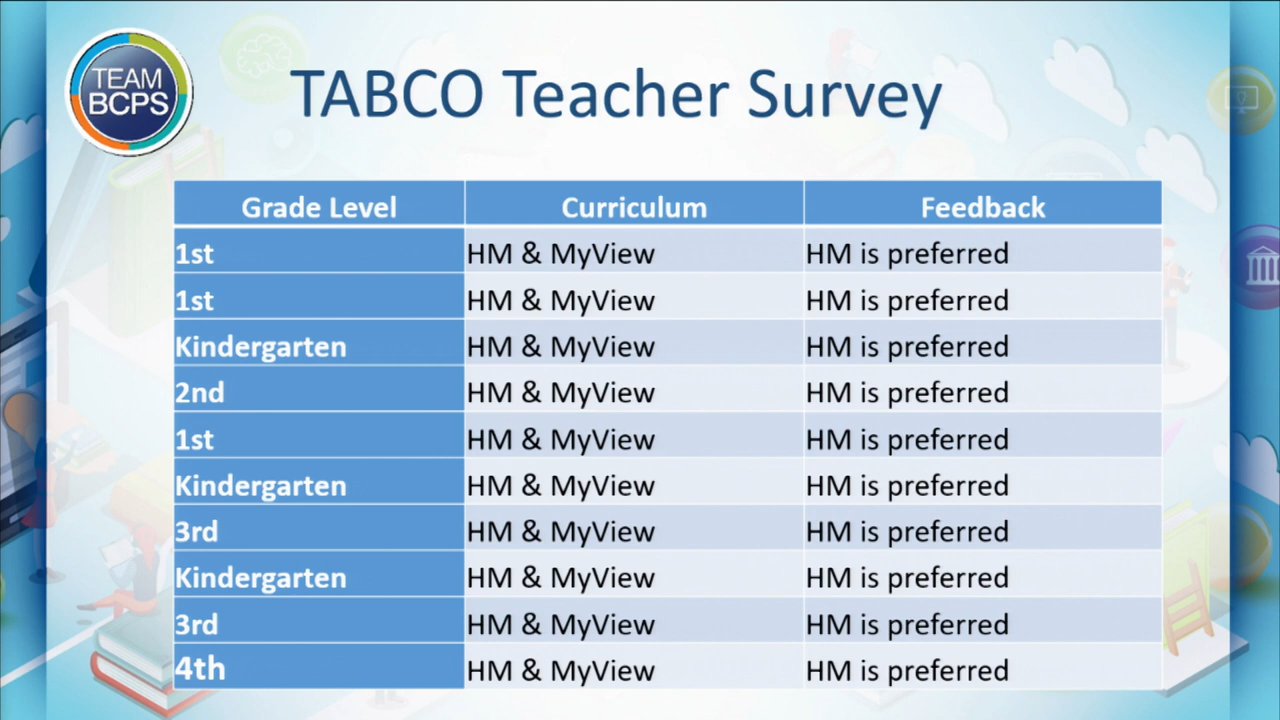 TEAM
BCPS
TABCO Teacher Survey
Grade Level Curriculum Feedback
1st HM & MyView HM is preferred
1st HM & MyView HM is preferred
Kindergarten HM & MyView HM is preferred
2nd HM & MyView HM is preferred
1st HM & MyView HM is preferred
Kindergarten HM & MyView HM is preferred
3rd HM & MyView HM is preferred
Kindergarten HM & MyView HM is preferred
3rd HM & MyView HM is preferred
4th HM & MyView HM is preferred